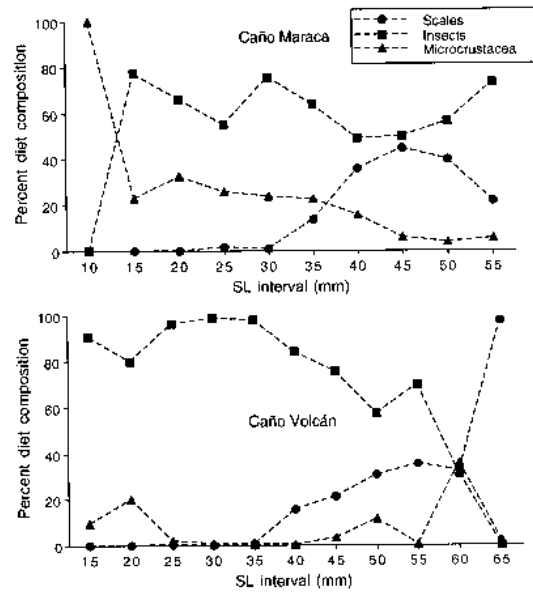 Scales
Insects
Microcrustacea
Caño Maraca
Percent diet composition
100
80
60
40
20
0
10 15 20 25 30 35 40 45 50 55
SL interval (mm)
Caño Volcán
Percent diet composition
100
80
60
40
20
0
15 20 25 30 35 40 45 50 55 60 65
SL interval (mm)